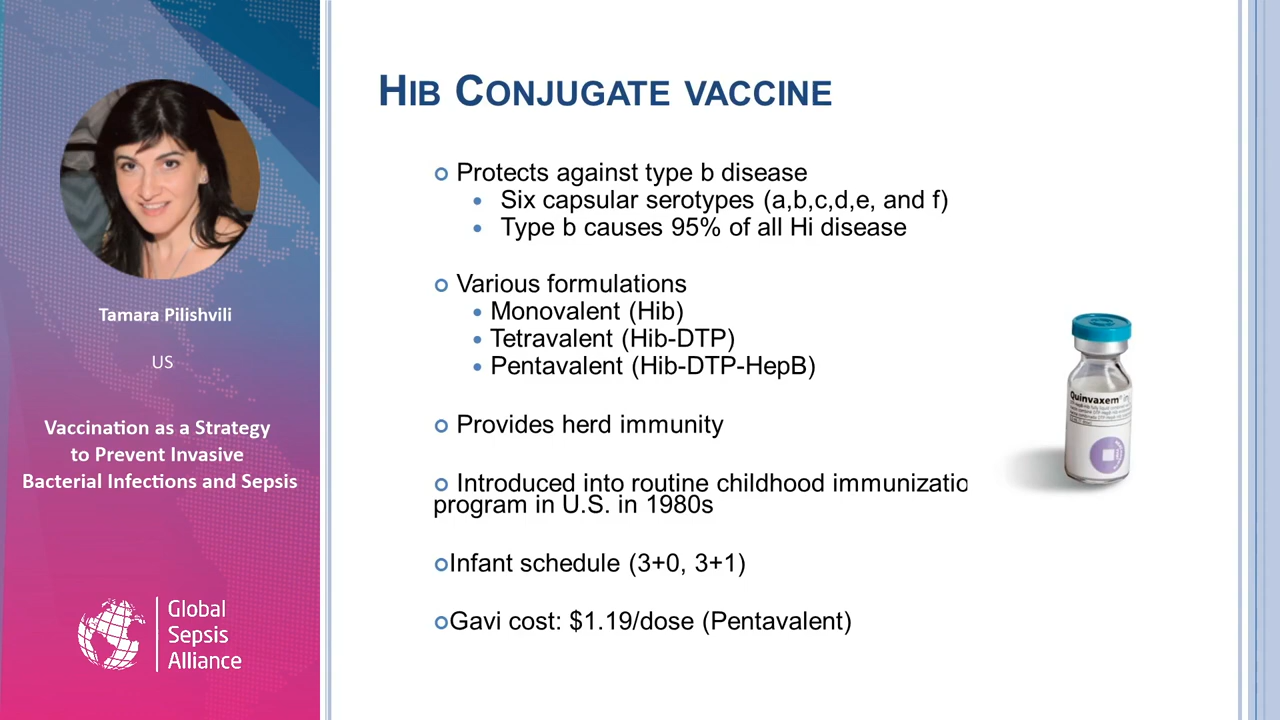 Tamara Pilishvili
US
Vaccination as a Strategy
to Prevent Invasive
Bacterial Infections and Sepsis
Global
Sepsis
Alliance
HIB CONJUGATE VACCINE
Protects against type b disease
Six capsular serotypes (a,b,c,d,e, and f)
Type b causes 95% of all Hi disease
Various formulations
Monovalent (Hib)
Tetravalent (Hib-DTP)
Pentavalent (Hib-DTP-HepB)
Provides herd immunity
Introduced into routine childhood immunizatio
program in U.S. in 1980s
Infant schedule (3+0, 3+1)
Gavi cost: $1.19/dose (Pentavalent)
Quinvaxem® in